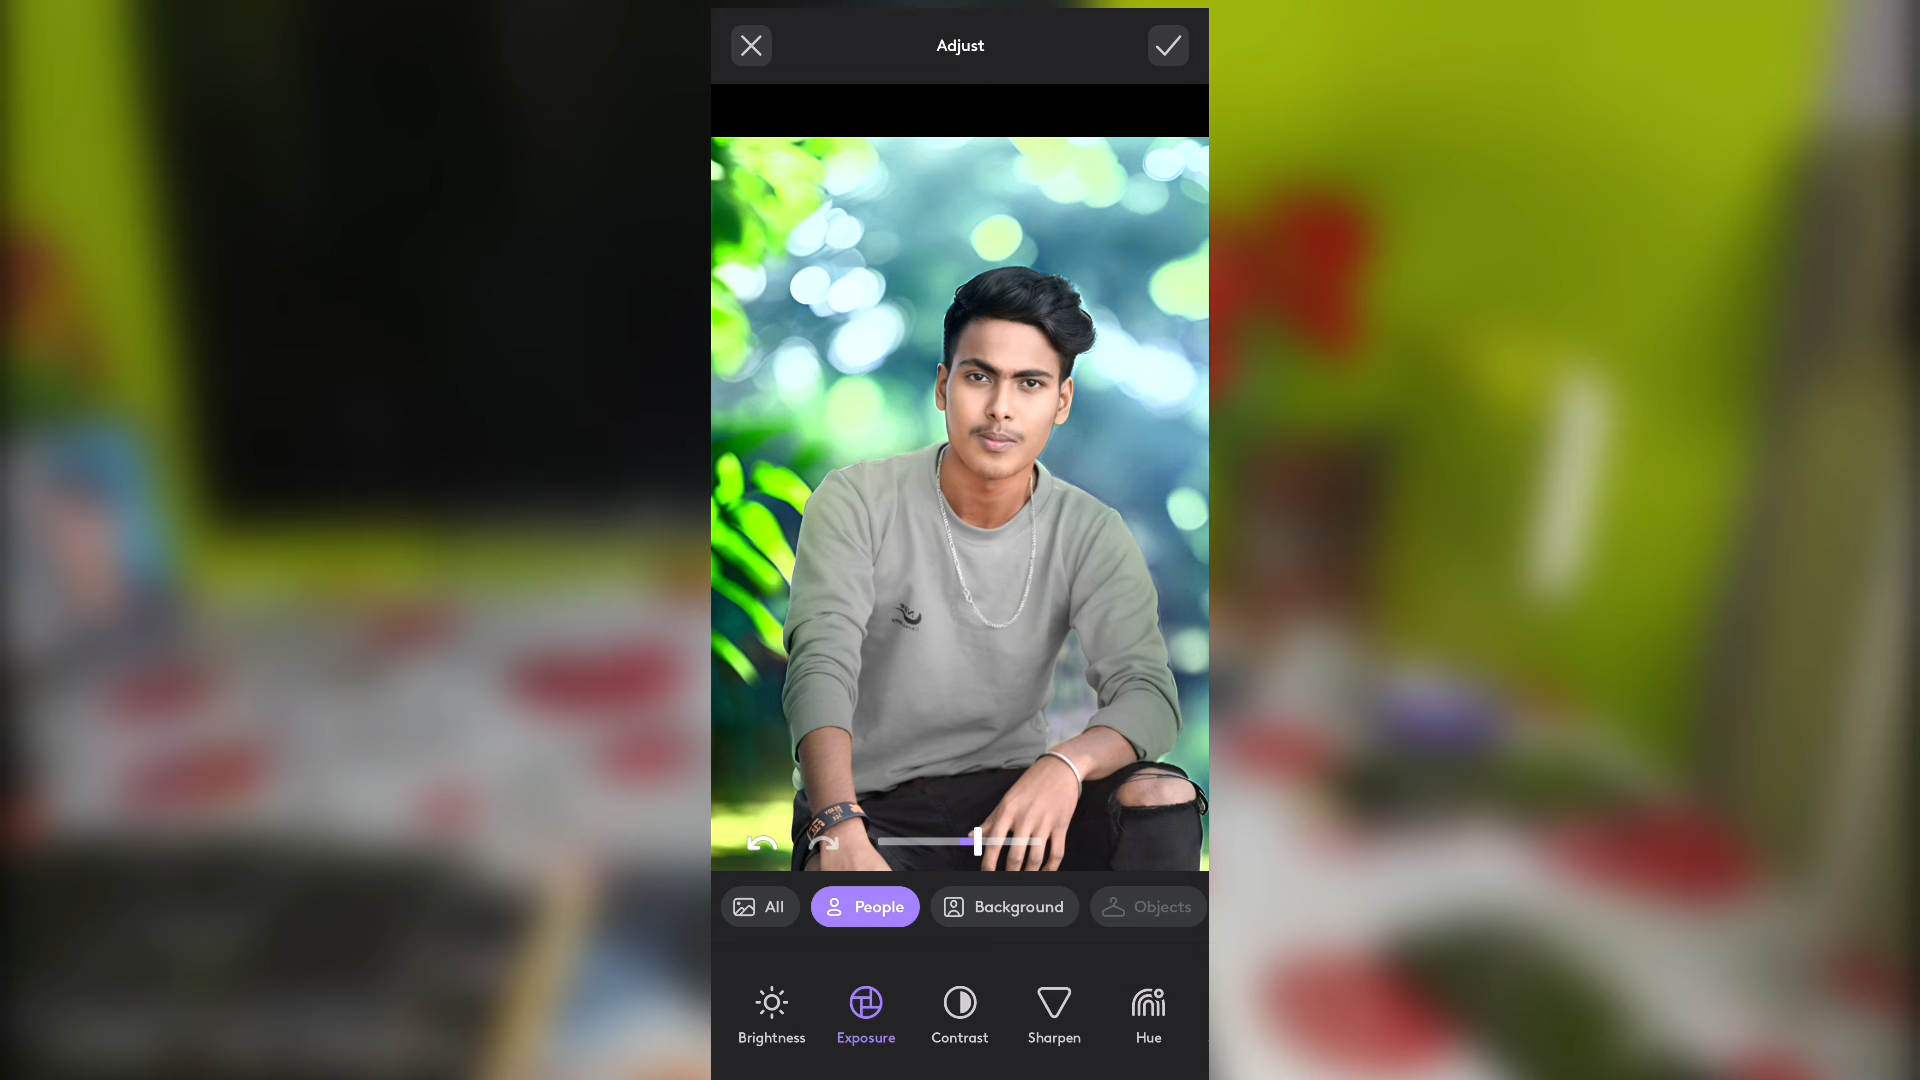 Adjust
All
People
Background
Objects
Brightness
Exposure
Contrast
Sharpen
Hue